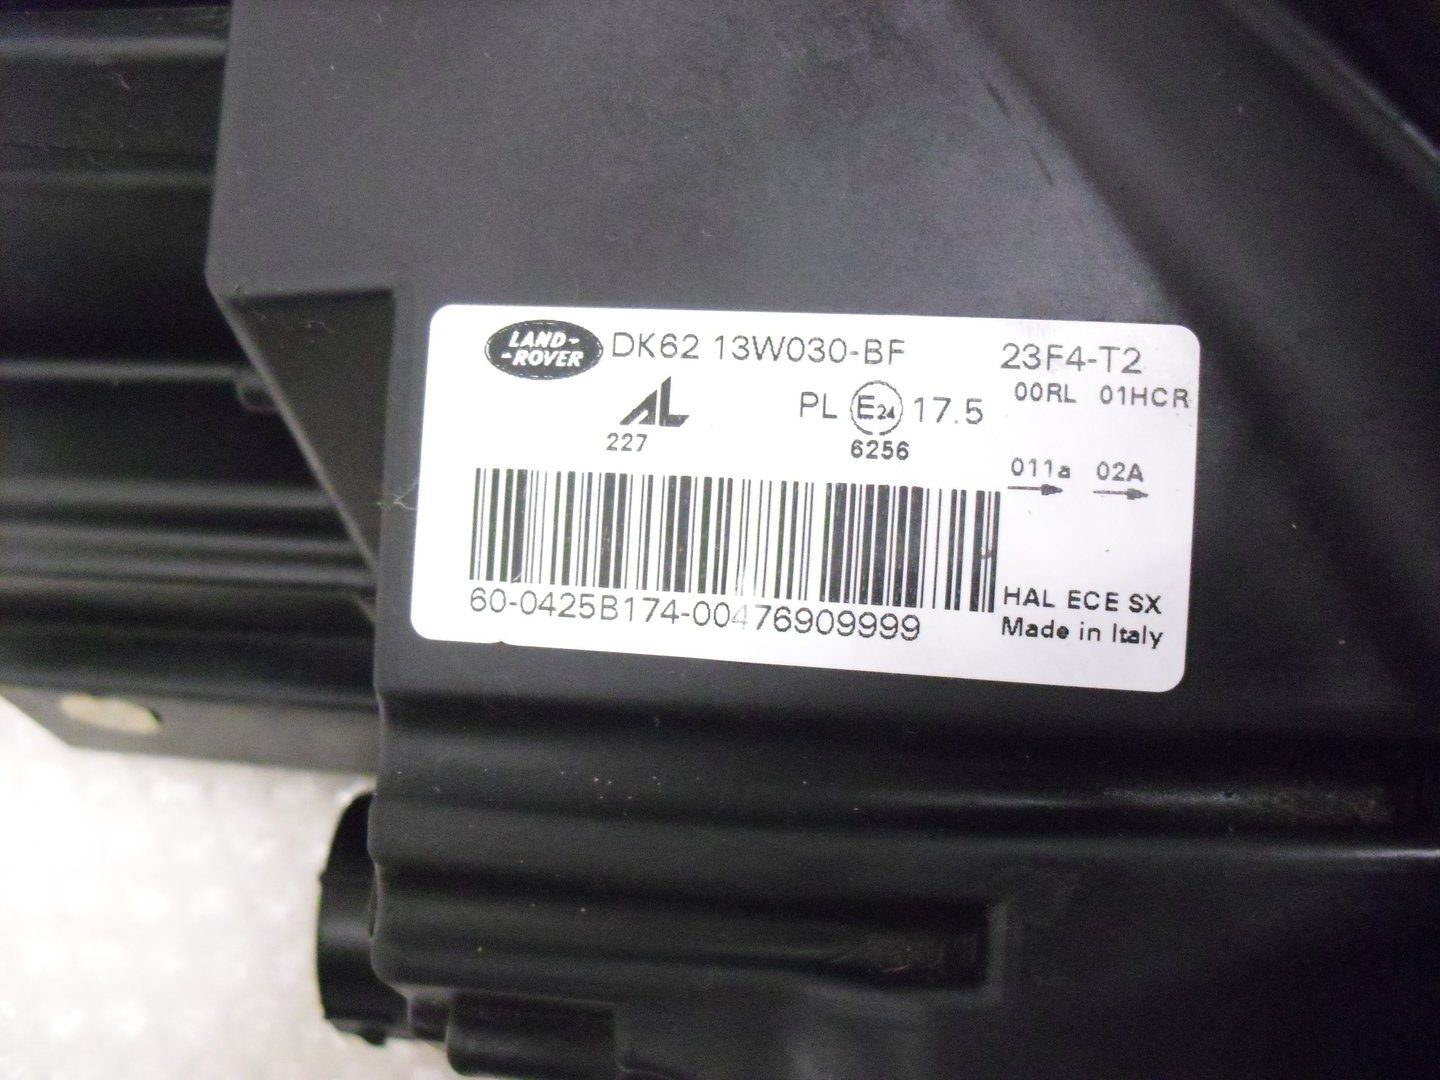 LAND-
-ROVER
DK62 13W030-BF
23F4-T2
00RL 01HCR
AL
227
PL E24 17.5
6256
011a 02A
60-0425B174-00476909999
HAL ECE SX
Made in Italy